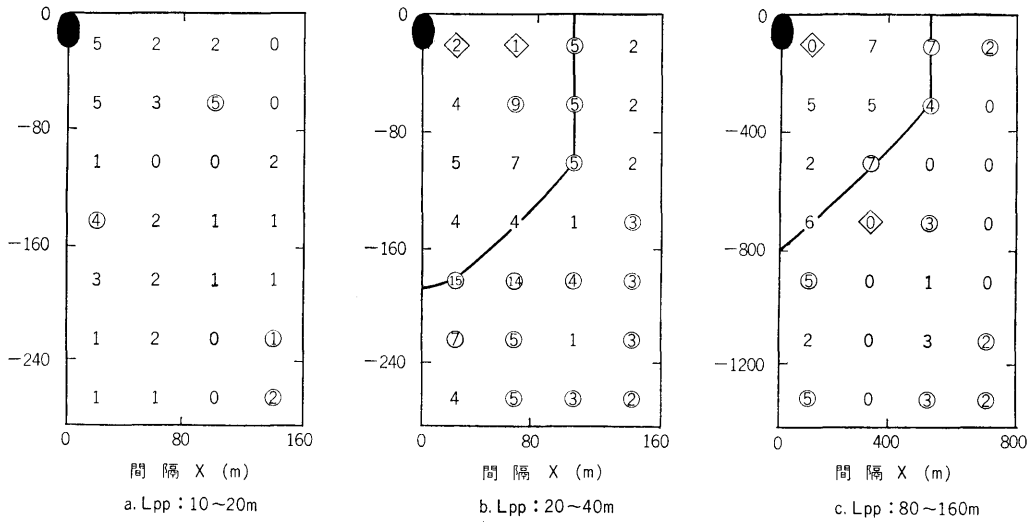 0 5 2 2 0
5 3 ⑤ 0
-80
1 0 0 2
④ 2 1 1
-160
3 2 1 1
1 2 0 ①
-240
1 1 0 ②
0 80 160
間隔 X (m)
a. Lpp：10～20m
0 2 1 ⑤ 2
4 ⑨ ⑤ 2
-80
5 7 ⑤ 2
4 4 1 ③
-160
⑮ ⑭ ④ ③
⑦ ⑤ 1 ③
-240
4 ⑤ ③ ②
0 80 160
間隔 X (m)
b. Lpp：20～40m
0 0 7 ⑦ ②
5 5 ④ 0
-400
2 ⑦ 0 0
6 0 ③ 0
-800
⑤ 0 1 0
2 0 3 ②
-1200
⑤ 0 ③ ②
0 400 800
間隔 X (m)
c. Lpp：80～160m